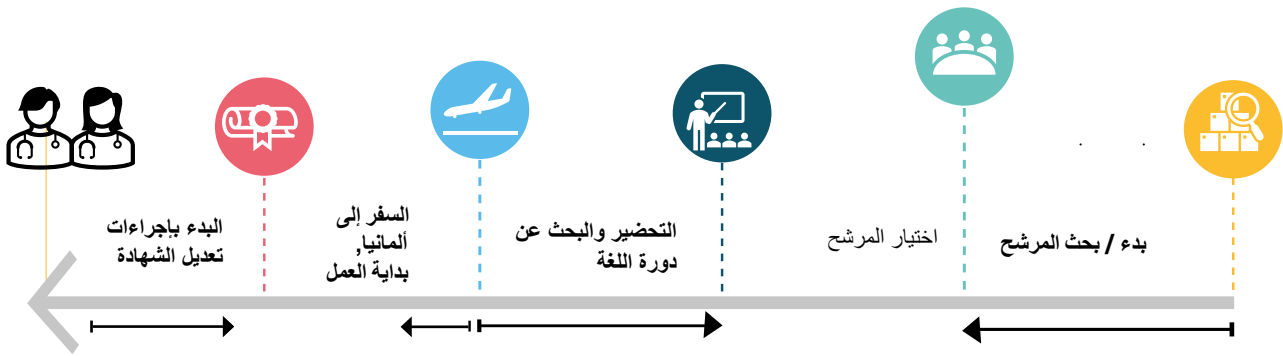 بدء / بحث المرشح
اختيار المرشح
التحضير والبحث عن
دورة اللغة
السفر إلى
ألمانيا,
بداية العمل
البدء بإجراءات
تعديل الشهادة